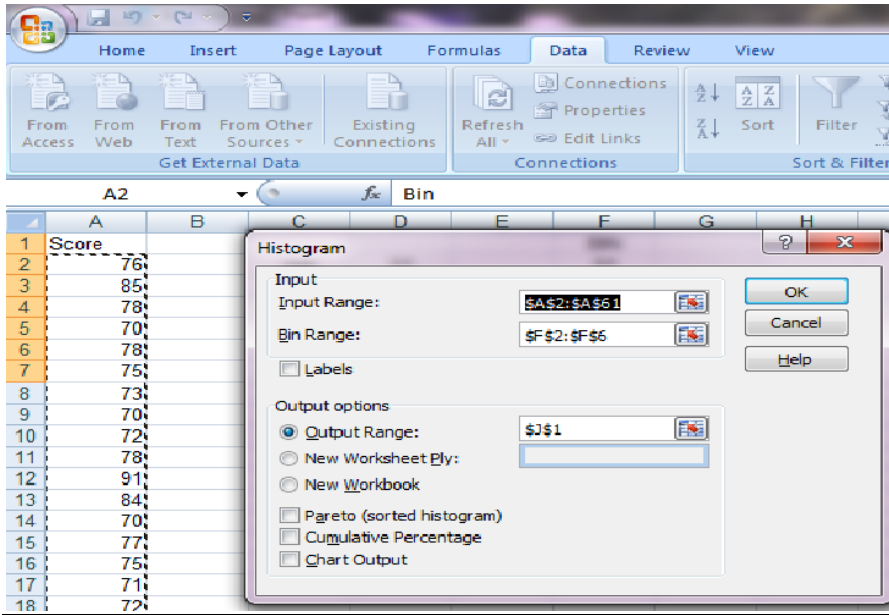 Home Insert Page Layout Formulas Data Review View
From Access From Web From Text From Other Sources Existing Connections Refresh All Connections Properties Edit Links Sort Filter
Get External Data Connections Sort & Filter
A2 fx Bin
A B C D E F G H
1 Score
2 76
3 85
4 78
5 70
6 78
7 75
8 73
9 70
10 72
11 78
12 91
13 84
14 70
15 77
16 75
17 71
18 72
Histogram
Input
Input Range: $A$2:$A$61
Bin Range: $F$2:$F$6
Labels
Output options
Output Range: $J$1
New Worksheet Ply:
New Workbook
Pareto (sorted histogram)
Cumulative Percentage
Chart Output
OK
Cancel
Help